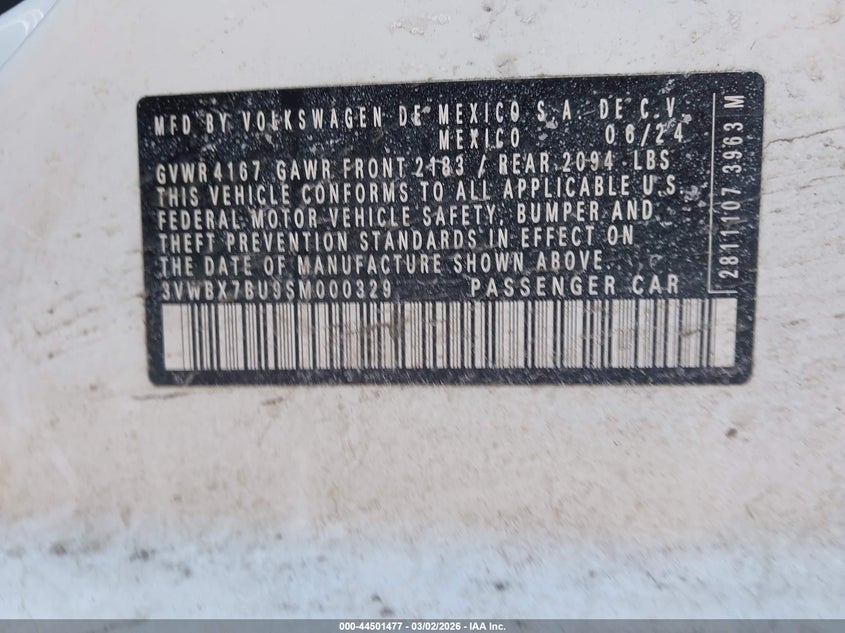 MFD BY VOLKSWAGEN DE MEXICO S.A. DE C.V
MEXICO 06/24
GVWR 4167 GAWR FRONT 2183 / REAR 2094 LBS
THIS VEHICLE CONFORMS TO ALL APPLICABLE U.S.
FEDERAL MOTOR VEHICLE SAFETY, BUMPER AND
THEFT PREVENTION STANDARDS IN EFFECT ON
THE DATE OF MANUFACTURE SHOWN ABOVE.
3VWBX7BU9SM000329 PASSENGER CAR
2811107 3963 M
000-44501477 — 03/02/2026 — IAA Inc.